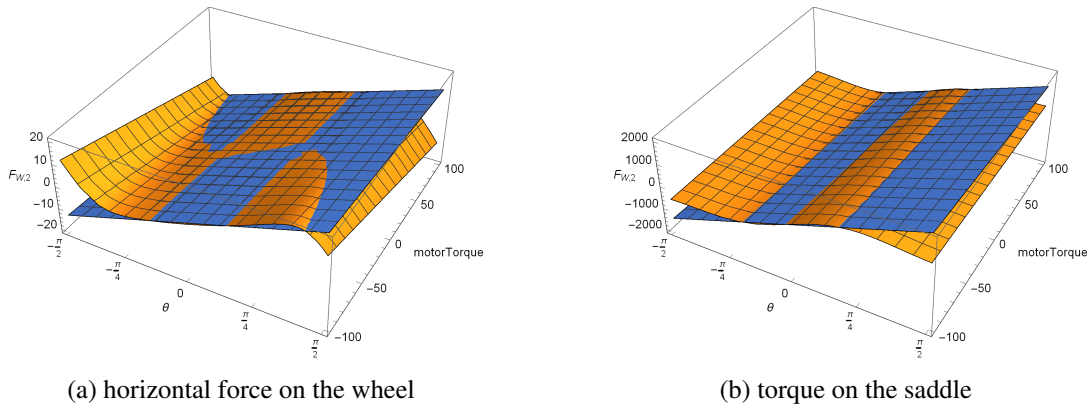 20
10
F_{W,2}
0
-10
-20
-π/2
-π/4
0
θ
π/4
π/2
100
50
0
motorTorque
-50
-100
(a) horizontal force on the wheel
2000
1000
F_{W,2}
0
-1000
-2000
-π/2
-π/4
0
θ
π/4
π/2
100
50
0
motorTorque
-50
-100
(b) torque on the saddle